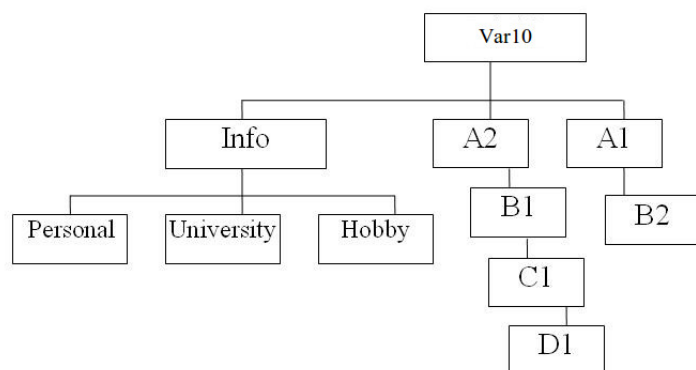 Var10
Info
A2
A1
Personal
University
Hobby
B1
B2
C1
D1